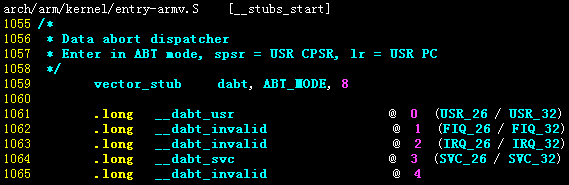 arch/arm/kernel/entry-armv.S [__stubs_start]
1055 /*
1056 * Data abort dispatcher
1057 * Enter in ABT mode, spsr = USR CPSR, lr = USR PC
1058 */
1059 vector_stub dabt, ABT_MODE, 8
1060
1061 .long __dabt_usr @ 0 (USR_26 / USR_32)
1062 .long __dabt_invalid @ 1 (FIQ_26 / FIQ_32)
1063 .long __dabt_invalid @ 2 (IRQ_26 / IRQ_32)
1064 .long __dabt_svc @ 3 (SVC_26 / SVC_32)
1065 .long __dabt_invalid @ 4